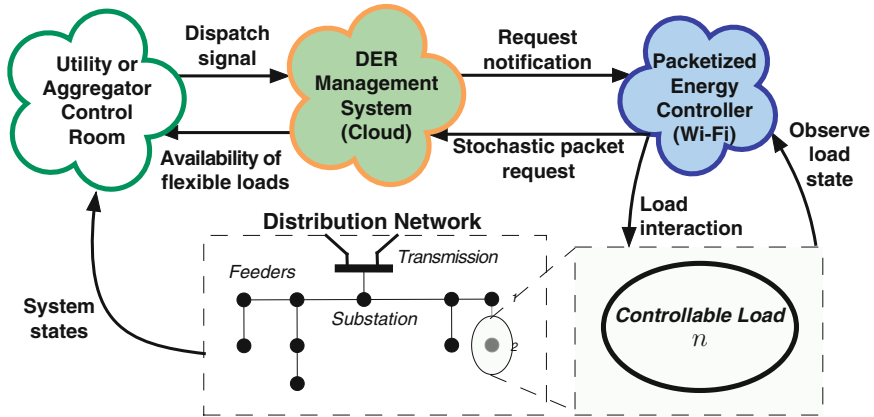 Utility or
Aggregator
Control
Room
Dispatch
signal
DER
Management
System
(Cloud)
Request
notification
Packetized
Energy
Controller
(Wi-Fi)
Availability of
flexible loads
Stochastic packet
request
Observe
load
state
Load
interaction
Distribution Network
Transmission
Feeders
Substation
1
2
System
states
Controllable Load
n